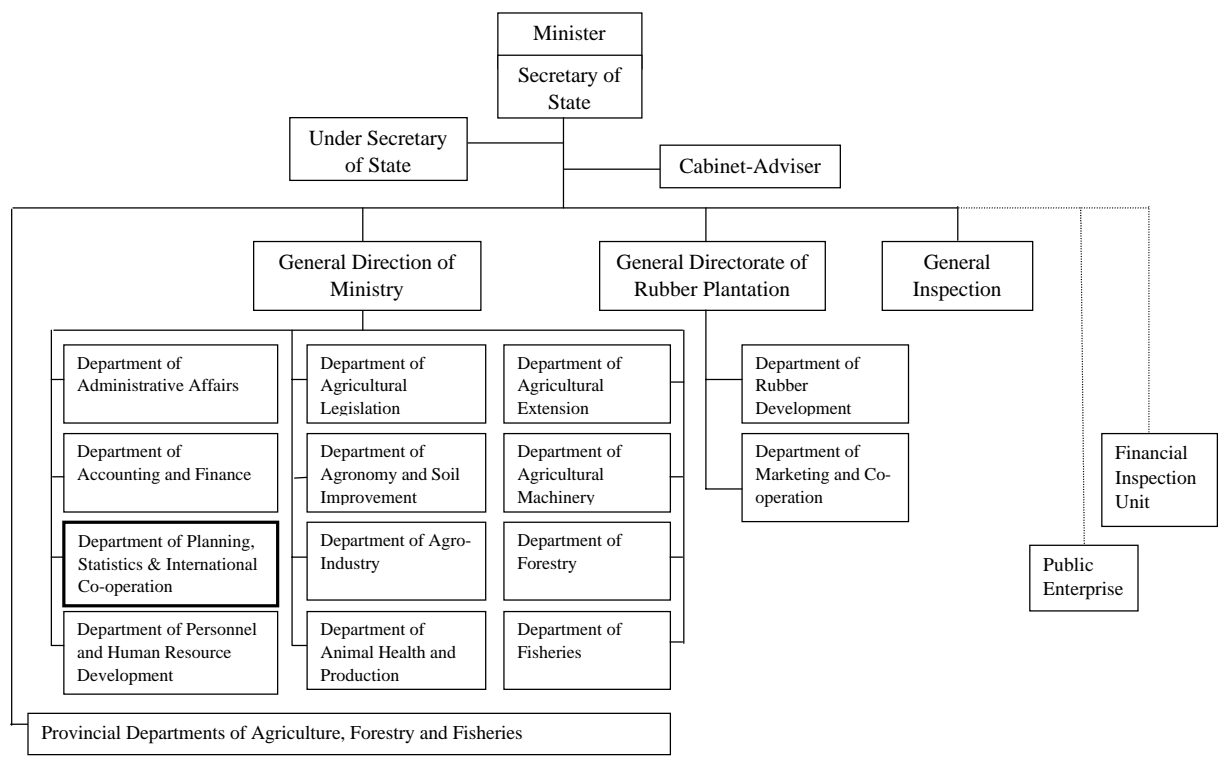 Minister
Secretary of
State
Under Secretary
of State
Cabinet-Adviser
General Direction of
Ministry
General Directorate of
Rubber Plantation
General
Inspection
Department of
Administrative Affairs
Department of
Agricultural
Legislation
Department of
Agricultural
Extension
Department of
Rubber
Development
Department of
Accounting and Finance
Department of
Agronomy and Soil
Improvement
Department of
Agricultural
Machinery
Department of
Marketing and Co-
operation
Financial
Inspection
Unit
Department of Planning,
Statistics & International
Co-operation
Department of Agro-
Industry
Department of
Forestry
Public
Enterprise
Department of Personnel
and Human Resource
Development
Department of
Animal Health and
Production
Department of
Fisheries
Provincial Departments of Agriculture, Forestry and Fisheries